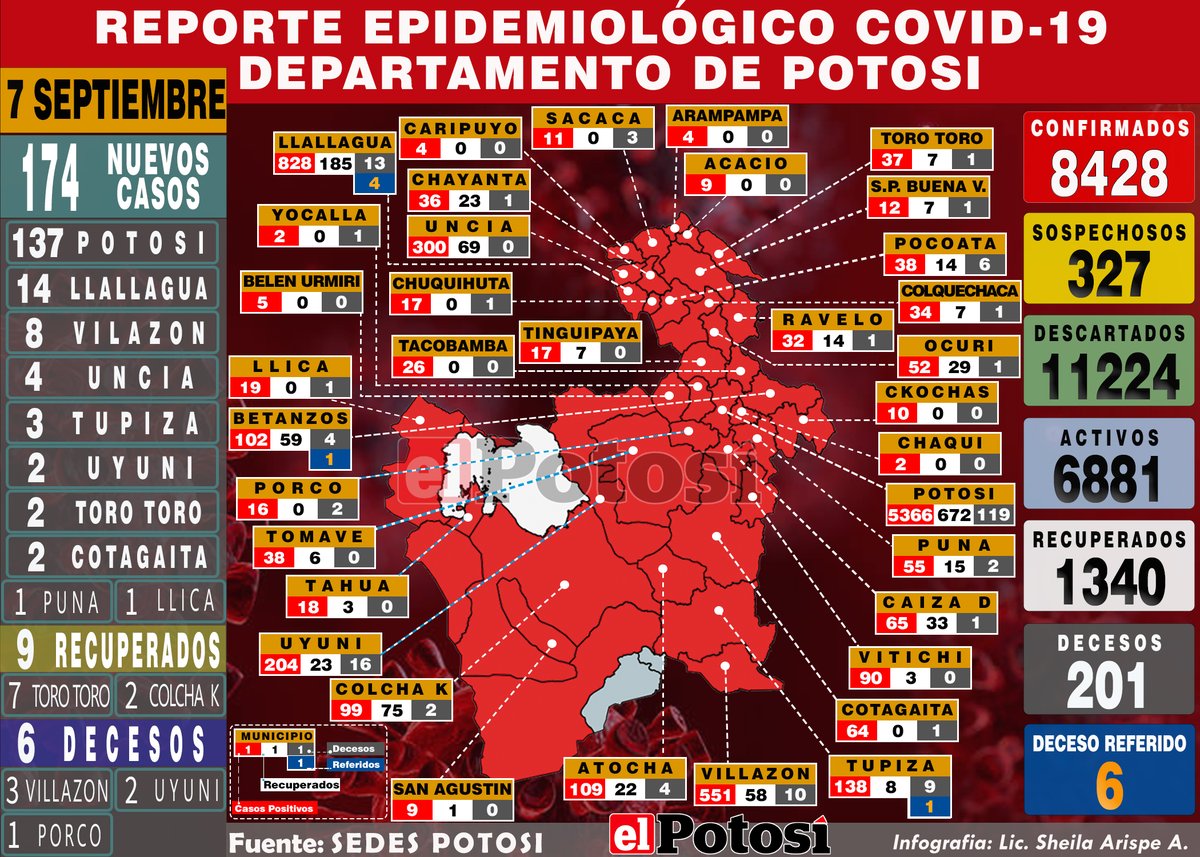 REPORTE EPIDEMIOLÓGICO COVID-19
DEPARTAMENTO DE POTOSI
7 SEPTIEMBRE
174 NUEVOS CASOS
137 POTOSI
14 LLALLAGUA
8 VILAZON
4 UNCIA
3 TUPIZA
2 UYUNI
2 TORO TORO
2 COTAGAITA
1 PUNA 1 LLICA
9 RECUPERADOS
7 TORO TORO 2 COLCHA K
6 DECESOS
3 VILLAZON 2 UYUNI
1 PORCO
LLALLAGUA
828 185 13
4
CARIPUYO
4 0 0
SACACA
11 0 3
ARAMPAMPA
4 0 0
ACACIO
9 0 0
TORO TORO
37 7 1
S.P. BUENA V.
12 7 1
CHAYANTA
36 23 1
YOCALLA
2 0 1
UNCIA
300 69 0
POCOATA
38 14 6
BELEN URMIRI
5 0 0
CHUQUIHUTA
17 0 1
COLQUECHACA
34 7 1
TINGUIPAYA
17 7 0
RAVELO
32 14 1
TACOBAMBA
26 0 0
OCURI
52 29 1
LLICA
19 0 1
CKOCHAS
10 0 0
BETANZOS
102 59 4
1
CHAQUI
2 0 0
PORCO
16 0 2
POTOSI
5366 672 119
TOMAVE
38 6 0
PUNA
55 15 2
TAHUA
18 3 0
CAIZA D
65 33 1
UYUNI
204 23 16
VITICHI
90 3 0
COLCHA K
99 75 2
COTAGAITA
64 0 1
SAN AGUSTIN
9 1 0
ATOCHA
109 22 4
VILLAZON
551 58 10
TUPIZA
138 8 9
1
MUNICIPIO
1 1 1 Decesos
1 Referidos
Recuperados
Casos Positivos
el Potosí
CONFIRMADOS
8428
SOSPECHOSOS
327
DESCARTADOS
11224
ACTIVOS
6881
RECUPERADOS
1340
DECESOS
201
DECESO REFERIDO
6
Fuente: SEDES POTOSI
el Potosí
Infografia: Lic. Sheila Arispe A.